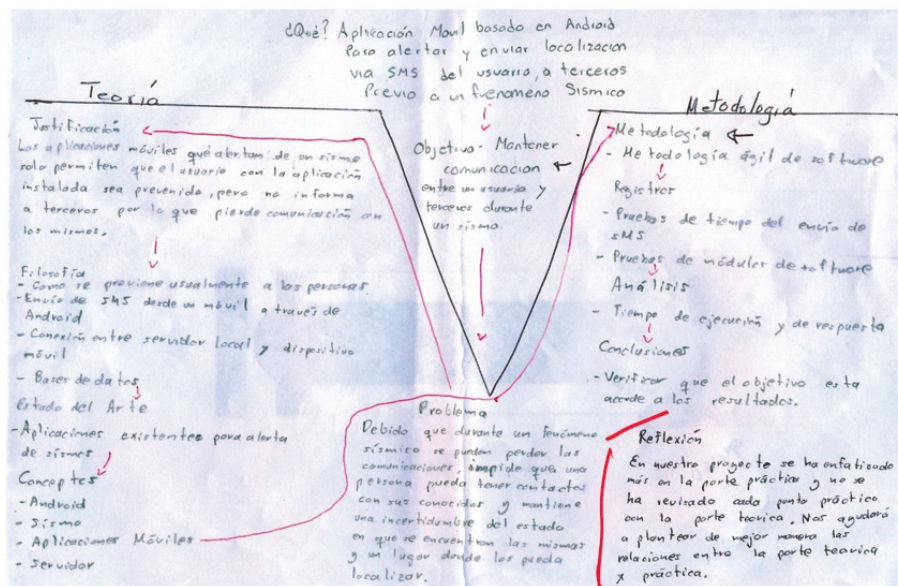 ¿Qué? Aplicación Movil basado en Android
Para alertar y enviar localización
via SMS del usuario, a terceros
Previo a un fenómeno Sísmico
Teoría
Justificación
Las aplicaciones móviles que alertan de un sismo
solo permiten que el usuario con la aplicación
instalada sea prevenido, pero no informa
a terceros por lo que pierde comunicación con
los mismos.
Filosofía
- Como se previene usualmente a las personas
- Envío de SMS desde un móvil a través de
Android
- Conexión entre servidor local y dispositivo
móvil
- Bases de datos
Estado del Arte
- Aplicaciones existentes para alerta
de sismos
Conceptos
- Android
- Sismo
- Aplicaciones Móviles
- Servidor
Objetivo - Mantener
comunicación
entre un usuario y
terceros durante
un sismo.
Problema
Debido que durante un fenómeno
sísmico se pueden perder las
comunicaciones, impide que una
persona pueda tener contactos
con sus conocidos y mantiene
una incertidumbre del estado
en que se encuentran las mismas
y un lugar donde los pueda
localizar.
Metodología
Metodología
- Metodología ágil de software
Registros
- Pruebas de tiempo del envío de
SMS
- Pruebas de módulos de software
Análisis
- Tiempo de ejecución y de respuesta
Conclusiones
- Verificar que el objetivo esta
acorde a los resultados.
Reflexión
En nuestro proyecto se ha enfatizado
más en la parte práctica y no se
ha revisado cada punto práctico
con la parte teórica. Nos ayudará
a plantear de mejor manera las
relaciones entre la parte teorica
y práctica.